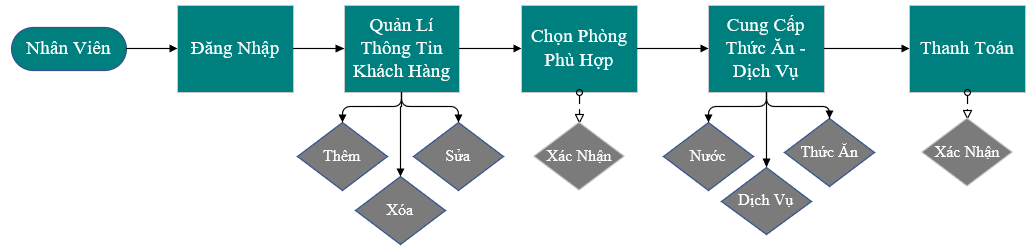 Nhân Viên
Đăng Nhập
Quản Lí
Thông Tin
Khách Hàng
Chọn Phòng
Phù Hợp
Cung Cấp
Thức Ăn -
Dịch Vụ
Thanh Toán
Thêm
Xóa
Sửa
Xác Nhận
Nước
Dịch Vụ
Thức Ăn
Xác Nhận